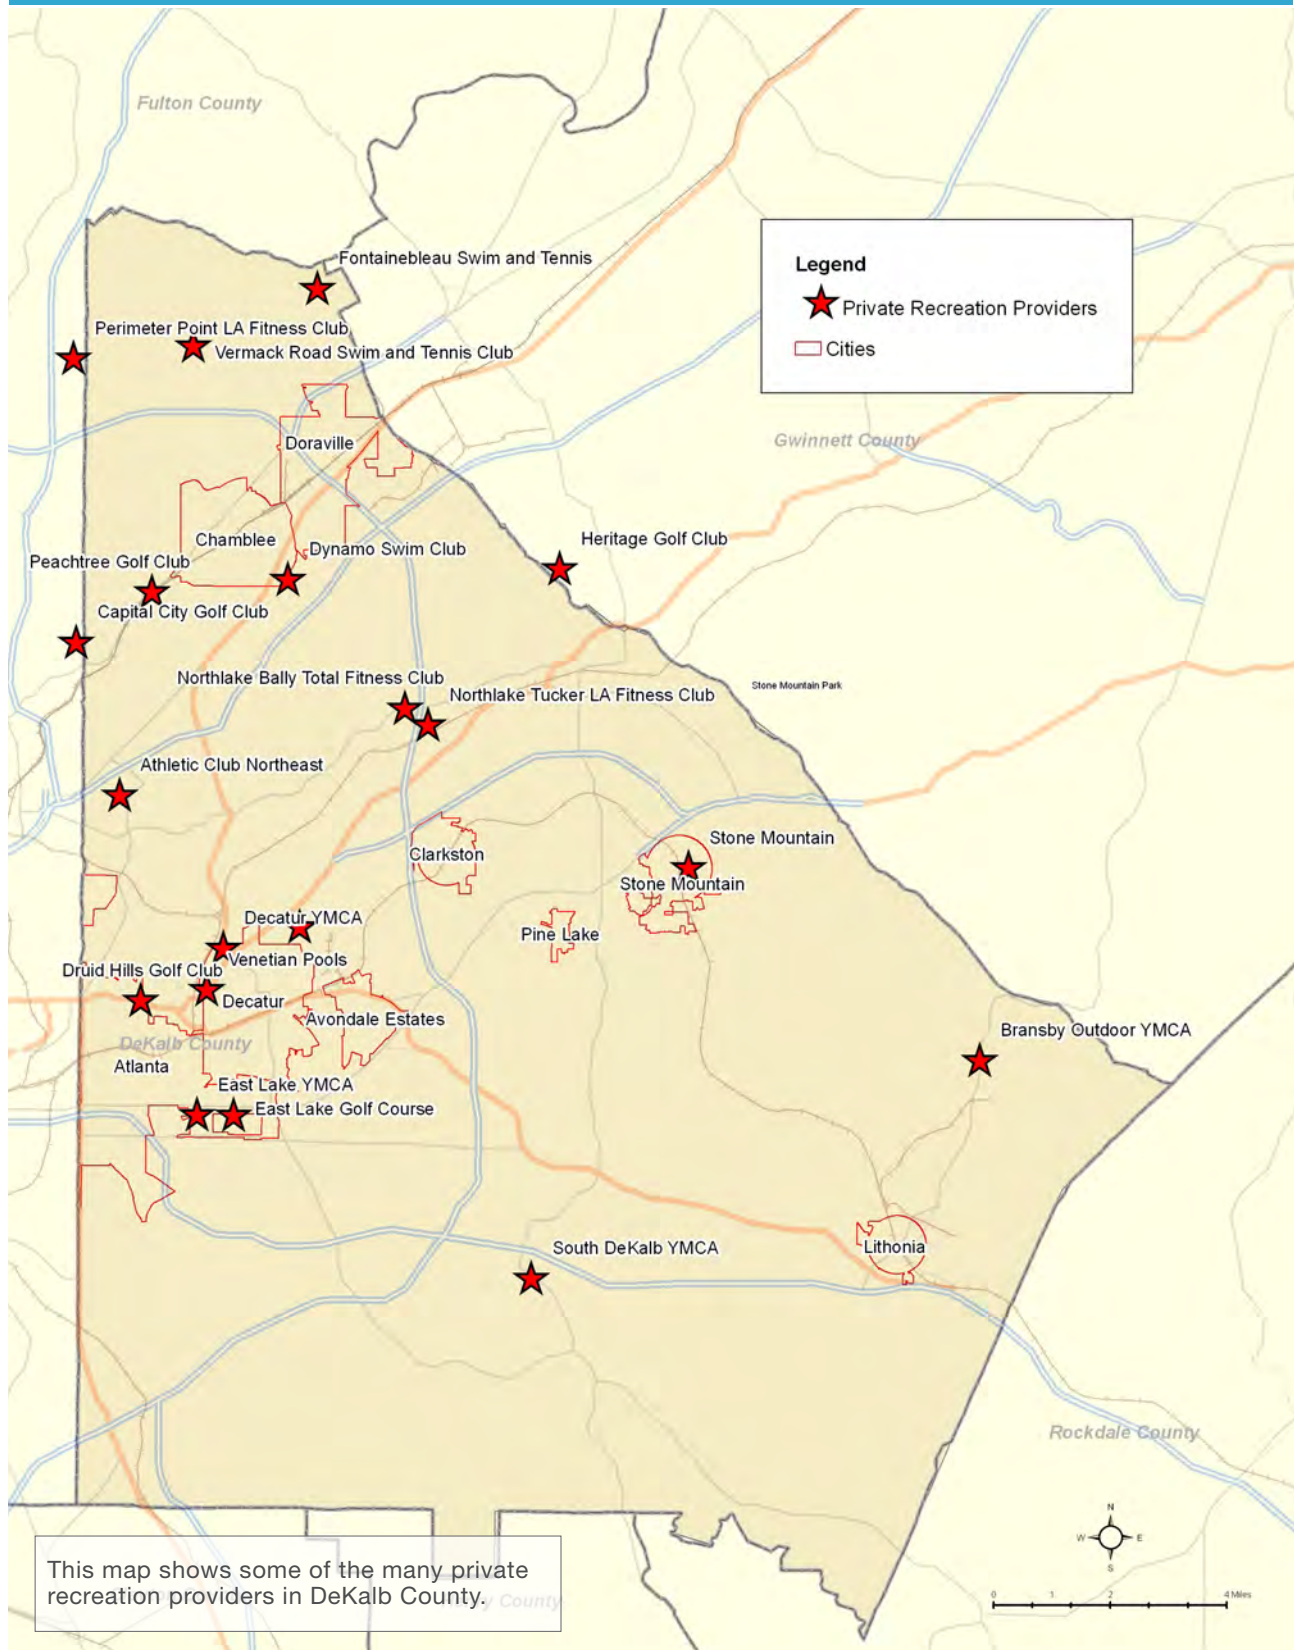 Fulton County
Fontainebleau Swim and Tennis
Legend
Private Recreation Providers
Cities
Perimeter Point LA Fitness Club
Vermack Road Swim and Tennis Club
Doraville
Gwinnett County
Chamblee
Dynamo Swim Club
Heritage Golf Club
Peachtree Golf Club
Capital City Golf Club
Northlake Bally Total Fitness Club
Northlake Tucker LA Fitness Club
Stone Mountain Park
Athletic Club Northeast
Clarkston
Stone Mountain
Stone Mountain
Decatur YMCA
Pine Lake
Venetian Pools
Druid Hills Golf Club
Decatur
Avondale Estates
Bransby Outdoor YMCA
DeKalb County
Atlanta
East Lake YMCA
East Lake Golf Course
South DeKalb YMCA
Lithonia
Rockdale County
N
W
E
S
0 1 2 4 Miles
This map shows some of the many private
recreation providers in DeKalb County.
County